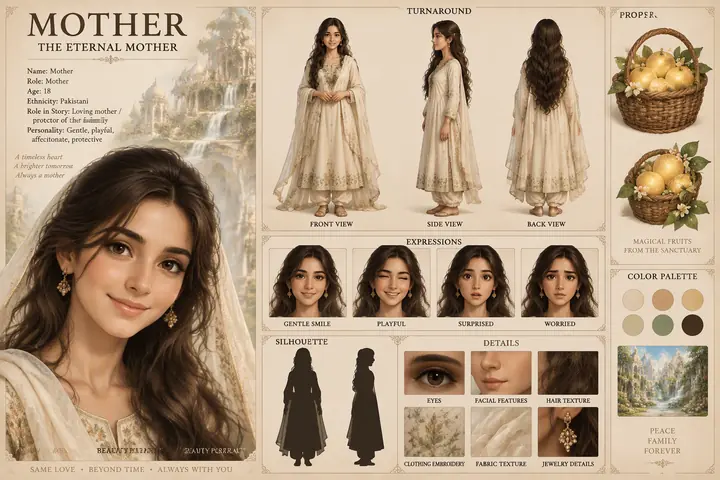 MOTHER
THE ETERNAL MOTHER
Name: Mother
Role: Mother
Age: 18
Ethnicity: Pakistani
Role in Story: Loving mother /
of the
Personality: Gentle, playful,
protective
A timeless heart
A brighter tomorrow
Always a mother
SAME LOVE • BEYOND TIME • ALWAYS WITH YOU
TURNAROUND
FRONT VIEW
SIDE VIEW
BACK VIEW
EXPRESSIONS
GENTLE SMILE
PLAYFUL
SURPRISED
WORRIED
SILHOUETTE
DETAILS
EYES
FACIAL FEATURES
HAIR TEXTURE
CLOTHING EMBROIDERY
FABRIC TEXTURE
JEWELRY DETAILS
MAGICAL FRUITS
FROM THE SANCTUARY
COLOR PALETTE
PEACE
FAMILY
FOREVER